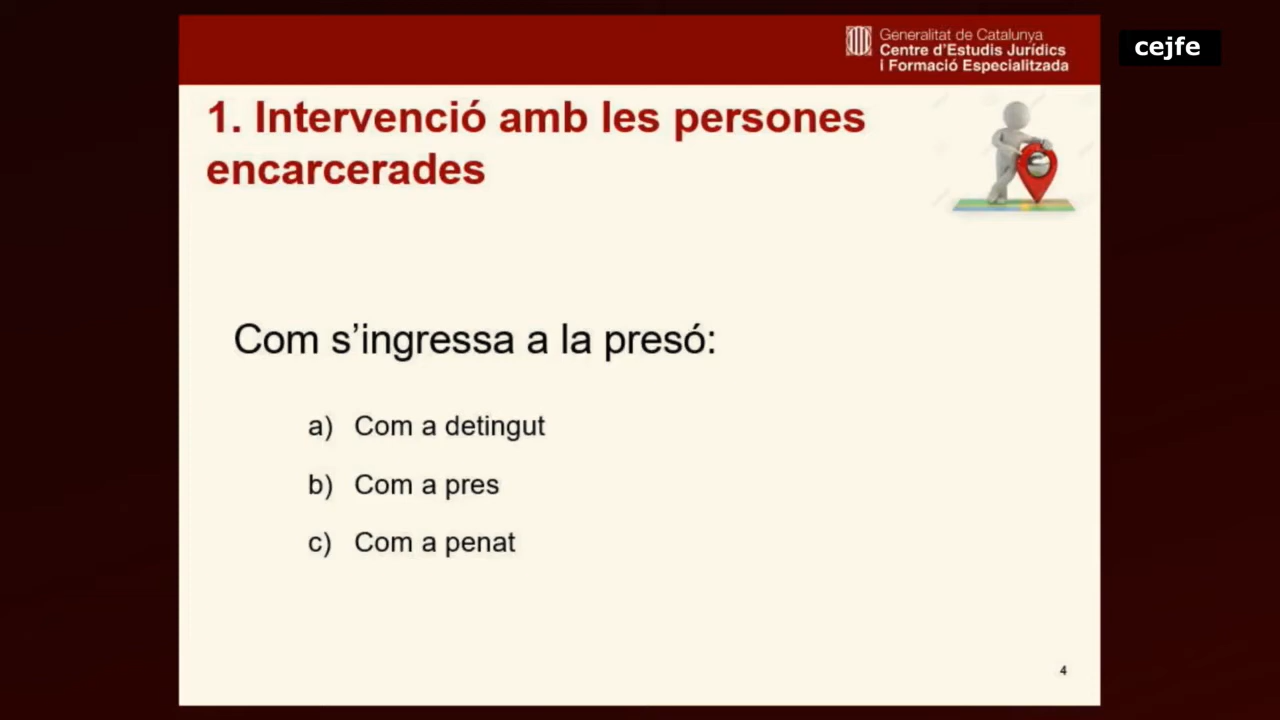 Generalitat de Catalunya
Centre d'Estudis Jurídics
i Formació Especialitzada
cejfe
1. Intervenció amb les persones
encarcerades
Com s'ingressa a la presó:
a) Com a detingut
b) Com a pres
c) Com a penat
4